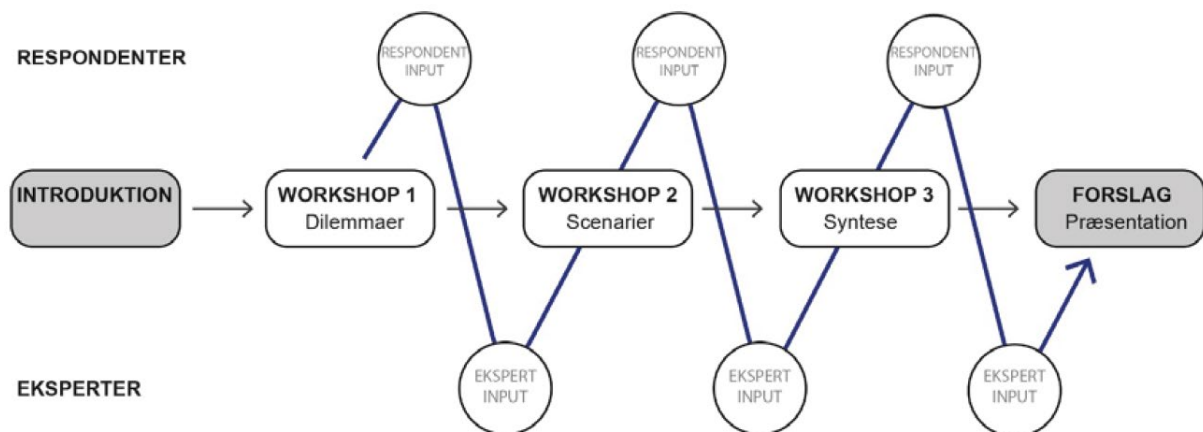 RESPONDENTER
RESPONDENT
INPUT
RESPONDENT
INPUT
RESPONDENT
INPUT
INTRODUKTION
WORKSHOP 1
Dilemmaer
WORKSHOP 2
Scenarier
WORKSHOP 3
Syntese
FORSLAG
Præsentation
EKSPERTER
EKSPERT
INPUT
EKSPERT
INPUT
EKSPERT
INPUT